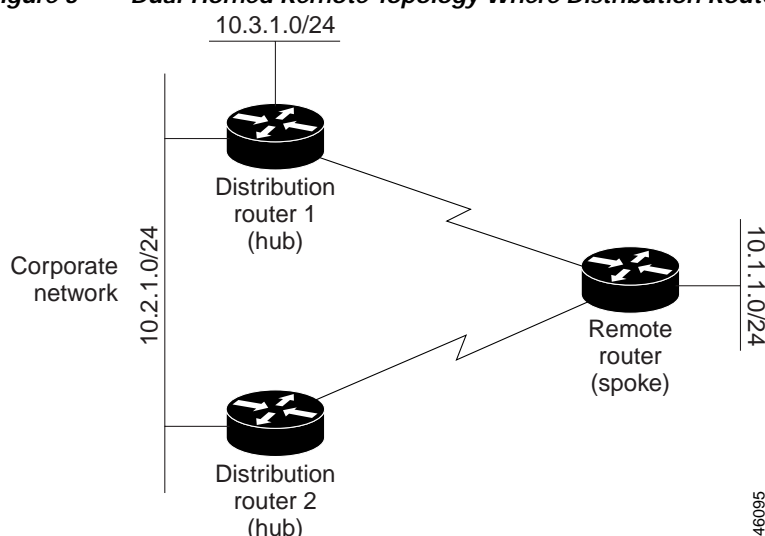 Dual-Homed Remote Topology Where Distribution
10.3.1.0/24
Distribution
router 1
(hub)
Corporate
network
10.2.1.0/24
10.1.1.0/24
Remote
router
(spoke)
Distribution
router 2
(hub)
46095